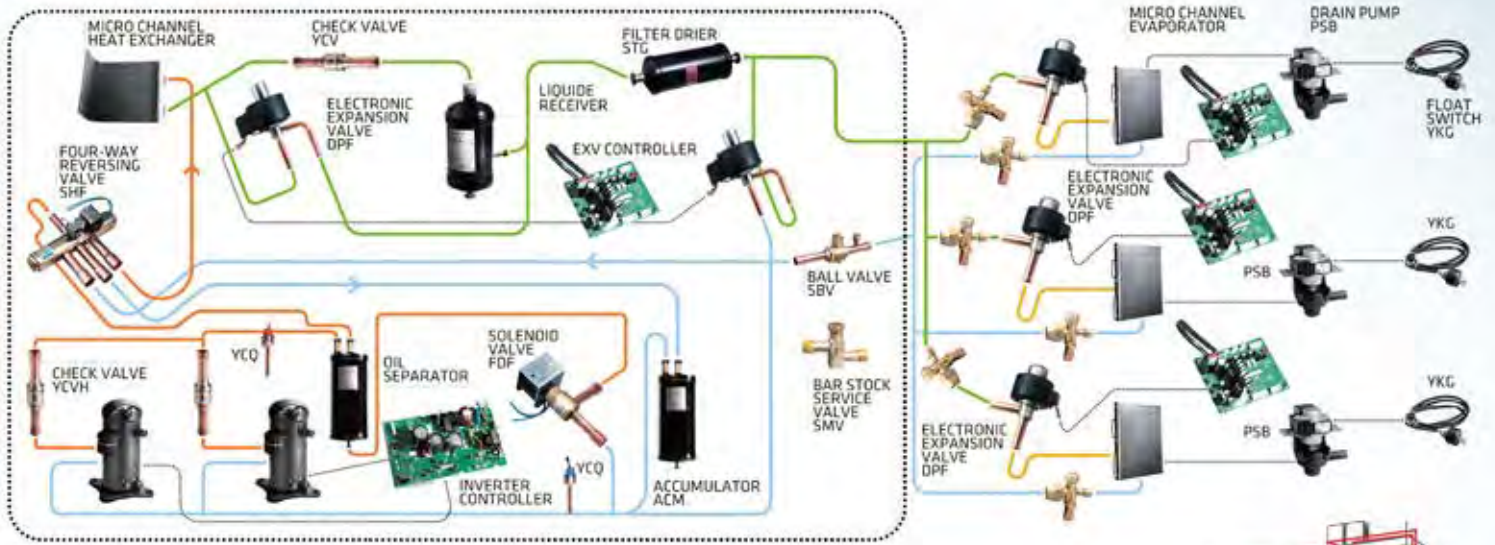 MICRO CHANNEL
HEAT EXCHANGER
CHECK VALVE
YCV
FILTER DRIER
STG
LIQUIDE
RECEIVER
ELECTRONIC
EXPANSION
VALVE
DPF
EXV CONTROLLER
FOUR-WAY
REVERSING
VALVE
SHF
BALL VALVE
SBV
YCQ
CHECK VALVE
YCVH
OIL
SEPARATOR
SOLENOID
VALVE
FDF
BAR STOCK
SERVICE
VALVE
SMV
INVERTER
CONTROLLER
YCQ
ACCUMULATOR
ACM
MICRO CHANNEL
EVAPORATOR
DRAIN PUMP
PSB
FLOAT
SWITCH
YKG
ELECTRONIC
EXPANSION
VALVE
DPF
PSB
YKG
ELECTRONIC
EXPANSION
VALVE
DPF
PSB
YKG